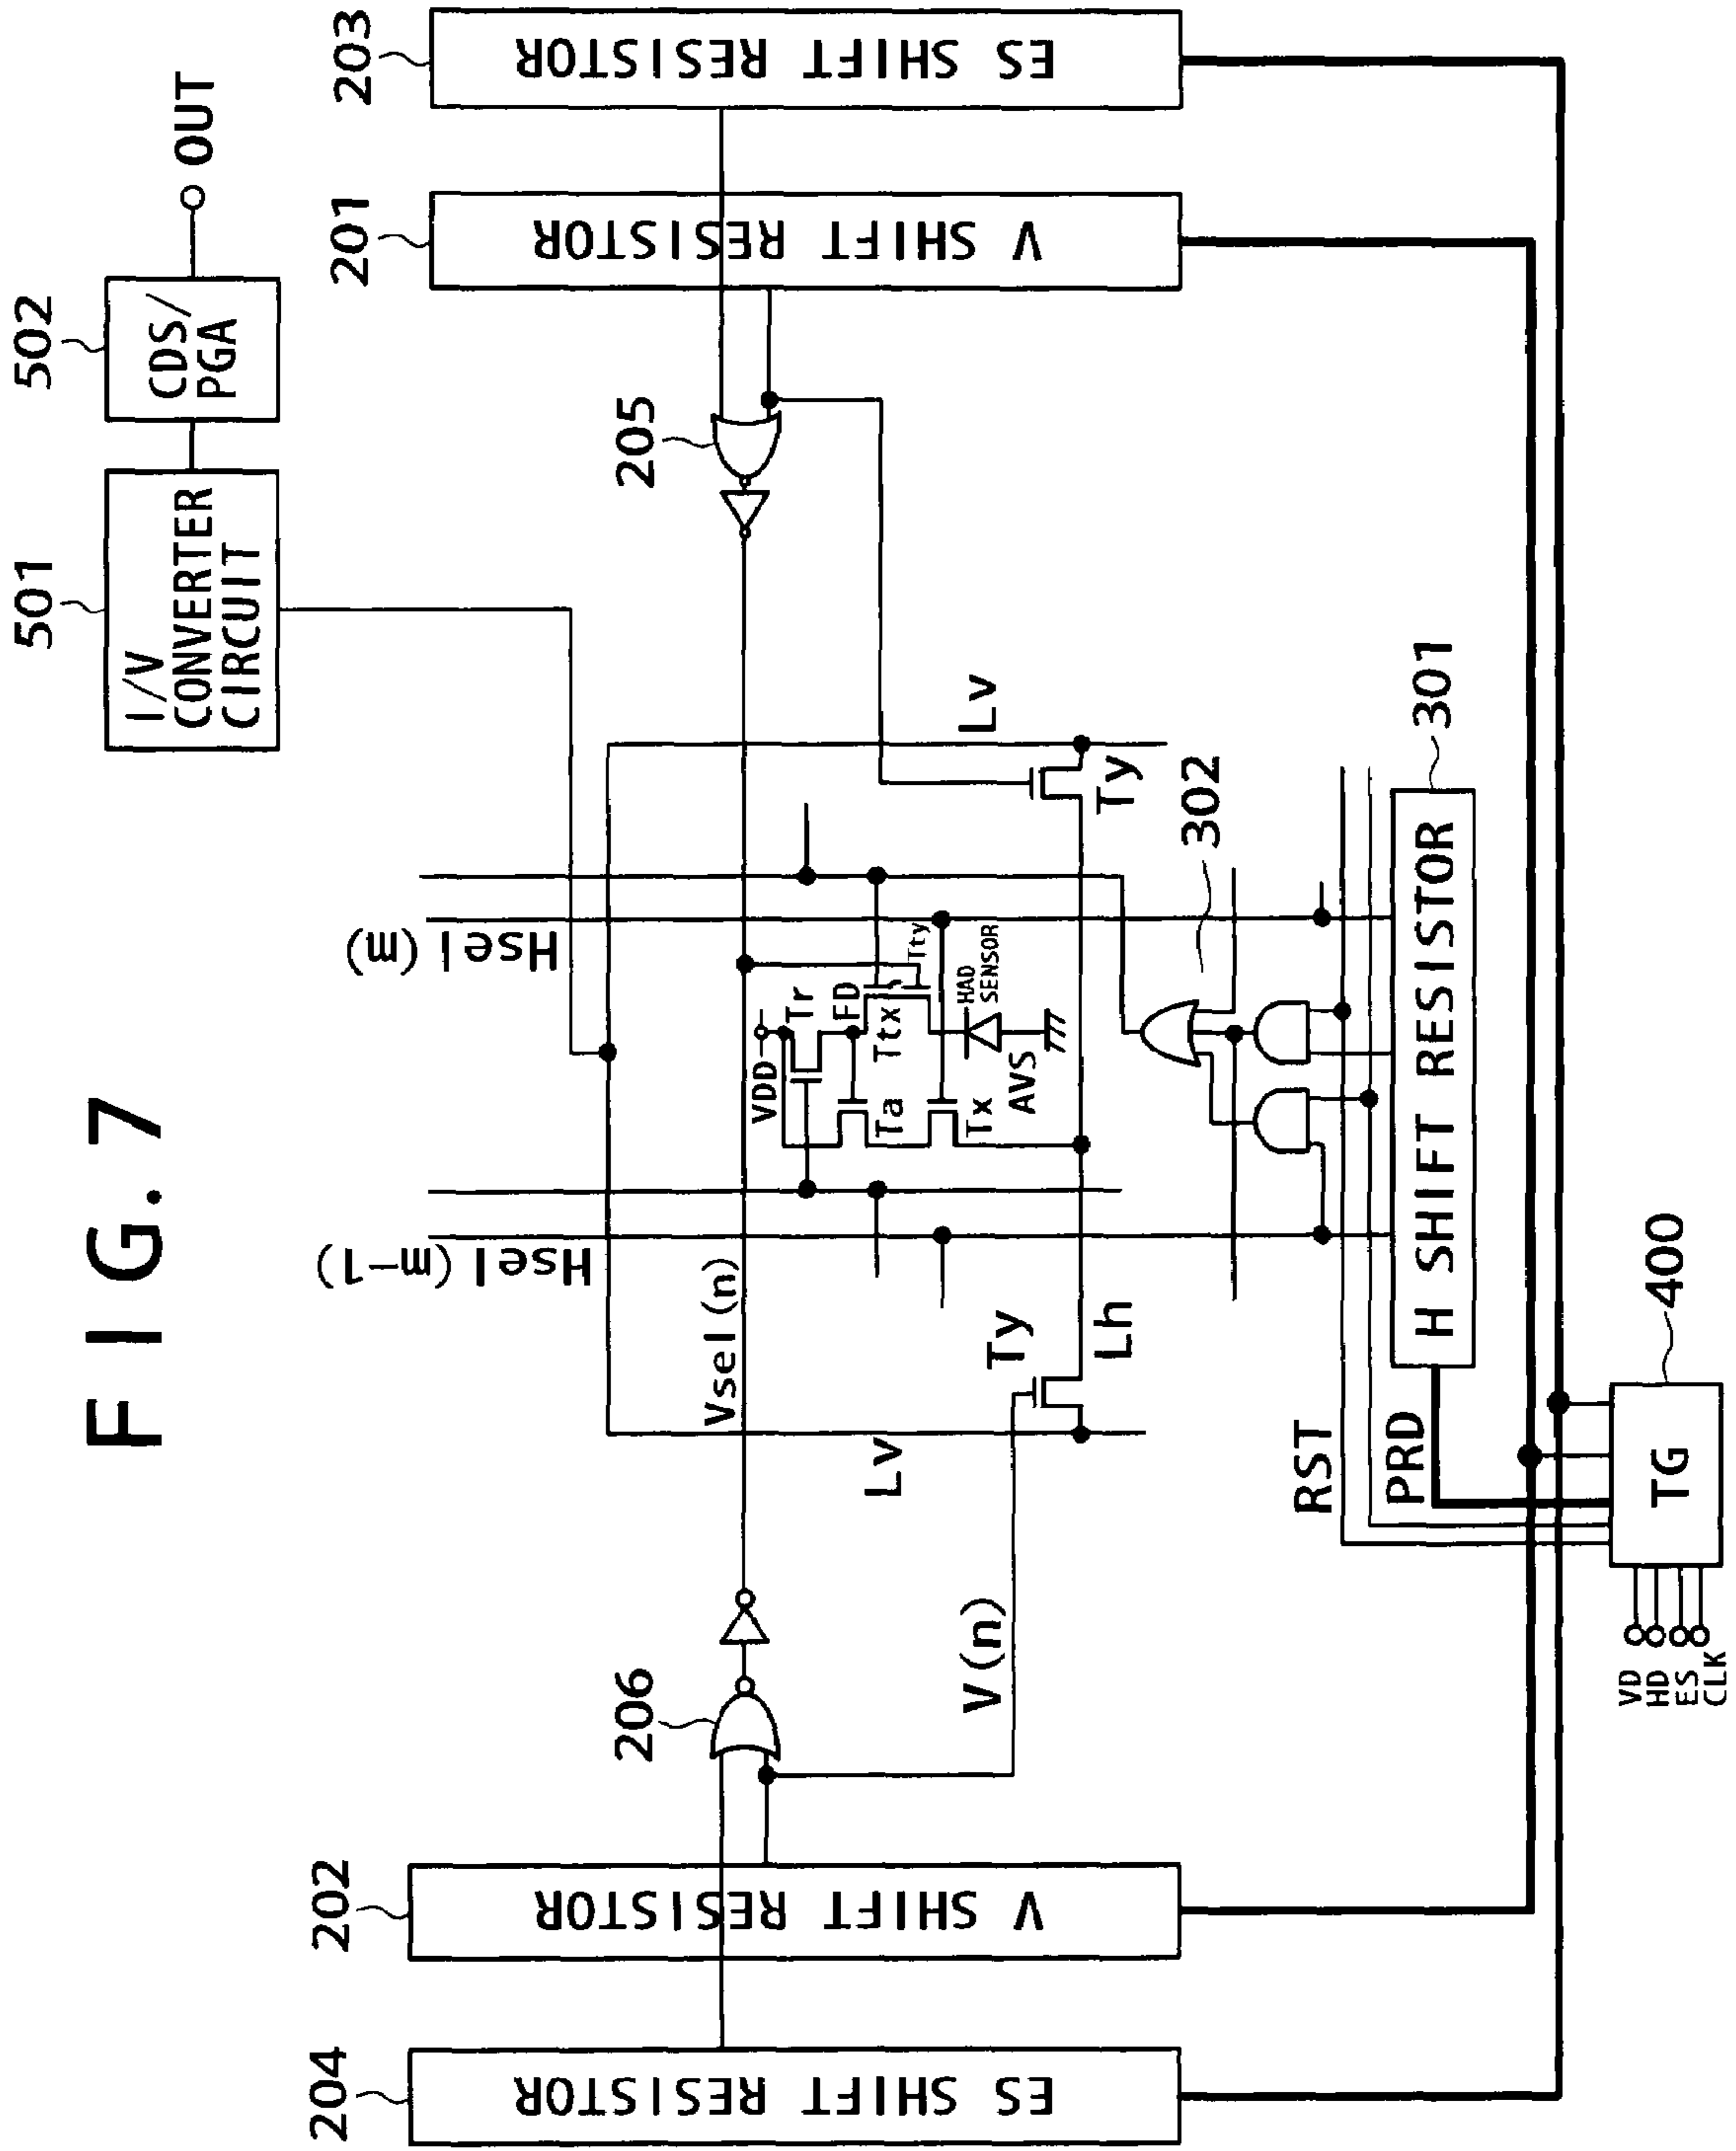 FIG. 7
501
I/V
CONVERTER
CIRCUIT
502
CDS/
PGA
OUT
204
ES SHIFT RESISTOR
202
V SHIFT RESISTOR
206
Vsel(n)
Hsel(m-1)
Hsel(m)
205
201
V SHIFT RESISTOR
203
ES SHIFT RESISTOR
V(n)
Lv
Ty
Lh
VDD
Tr
FD
Ta
Ttx
Tty
Tx
HAD
SENSOR
AVS
Lv
Ty
302
RST
PRD
H SHIFT RESISTOR
301
VD
HD
ES
CLK
TG
400